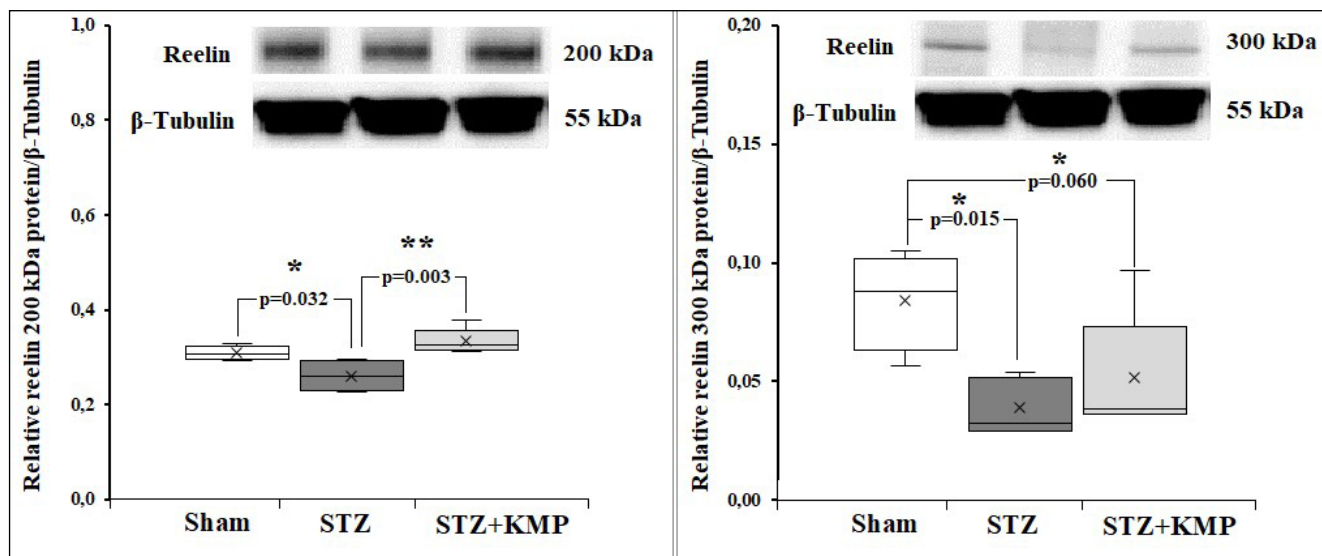 Relative reelin 200 kDa protein/β-Tubulin
1,0
0,8
0,6
0,4
0,2
0,0
Reelin 200 kDa
β-Tubulin 55 kDa
*
p=0.032
**
p=0.003
Sham STZ STZ+KMP
Relative reelin 300 kDa protein/β-Tubulin
0,20
0,15
0,10
0,05
0,00
Reelin 300 kDa
β-Tubulin 55 kDa
*
p=0.060
*
p=0.015
Sham STZ STZ+KMP